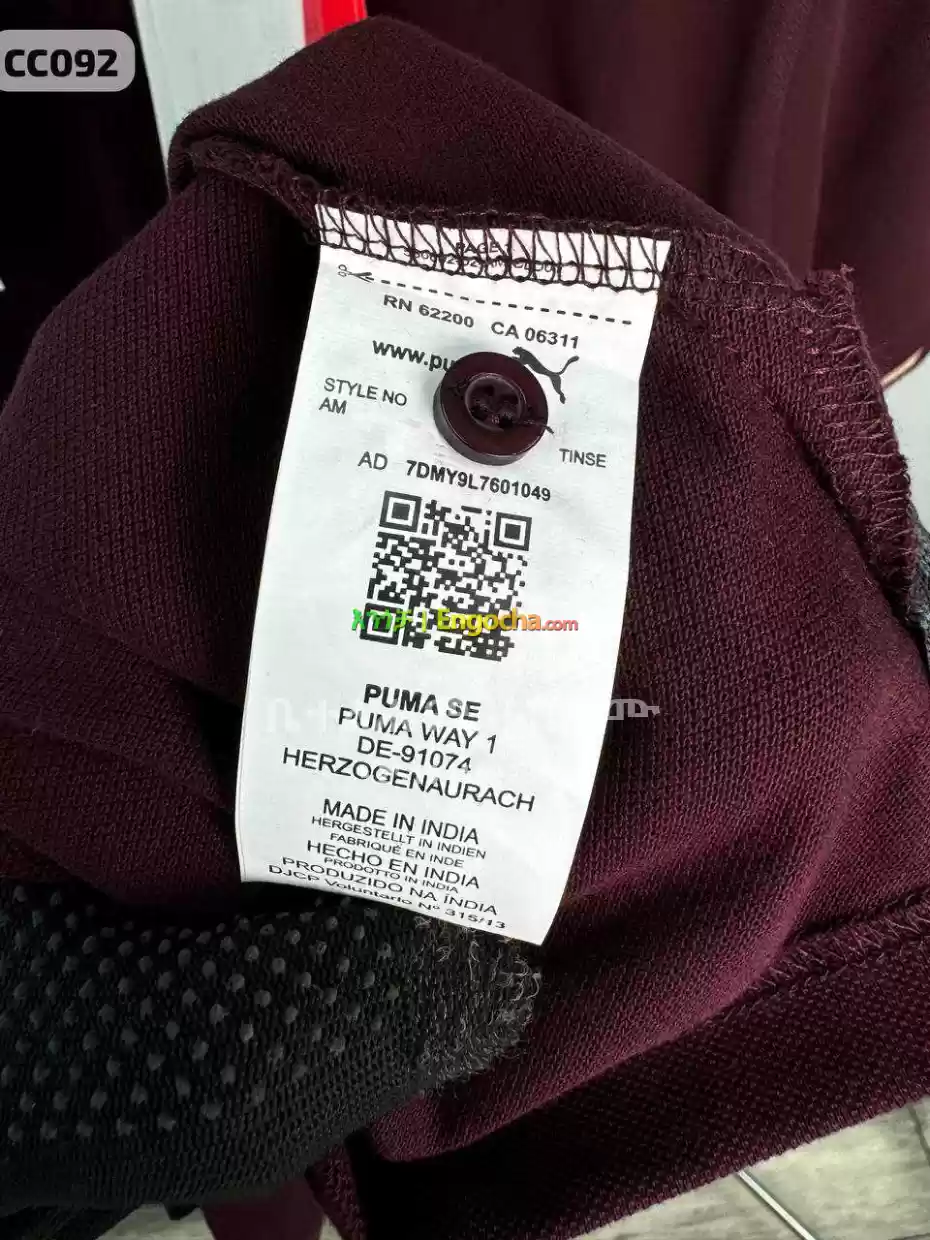 CC092
RN 62200 CA 06311
www.pu
STYLE NO
AM
TINSE
AD 7DMY9L7601049
እንጎቻ | Engocha.com
PUMA SE
PUMA WAY 1
DE-91074
HERZOGENAURACH
MADE IN INDIA
HERGESTELLT IN INDIEN
FABRIQUÉ EN INDE
HECHO EN INDIA
PRODOTTO IN INDIA
PRODUZIDO NA ÍNDIA
DJCP Voluntario Nº 315/13